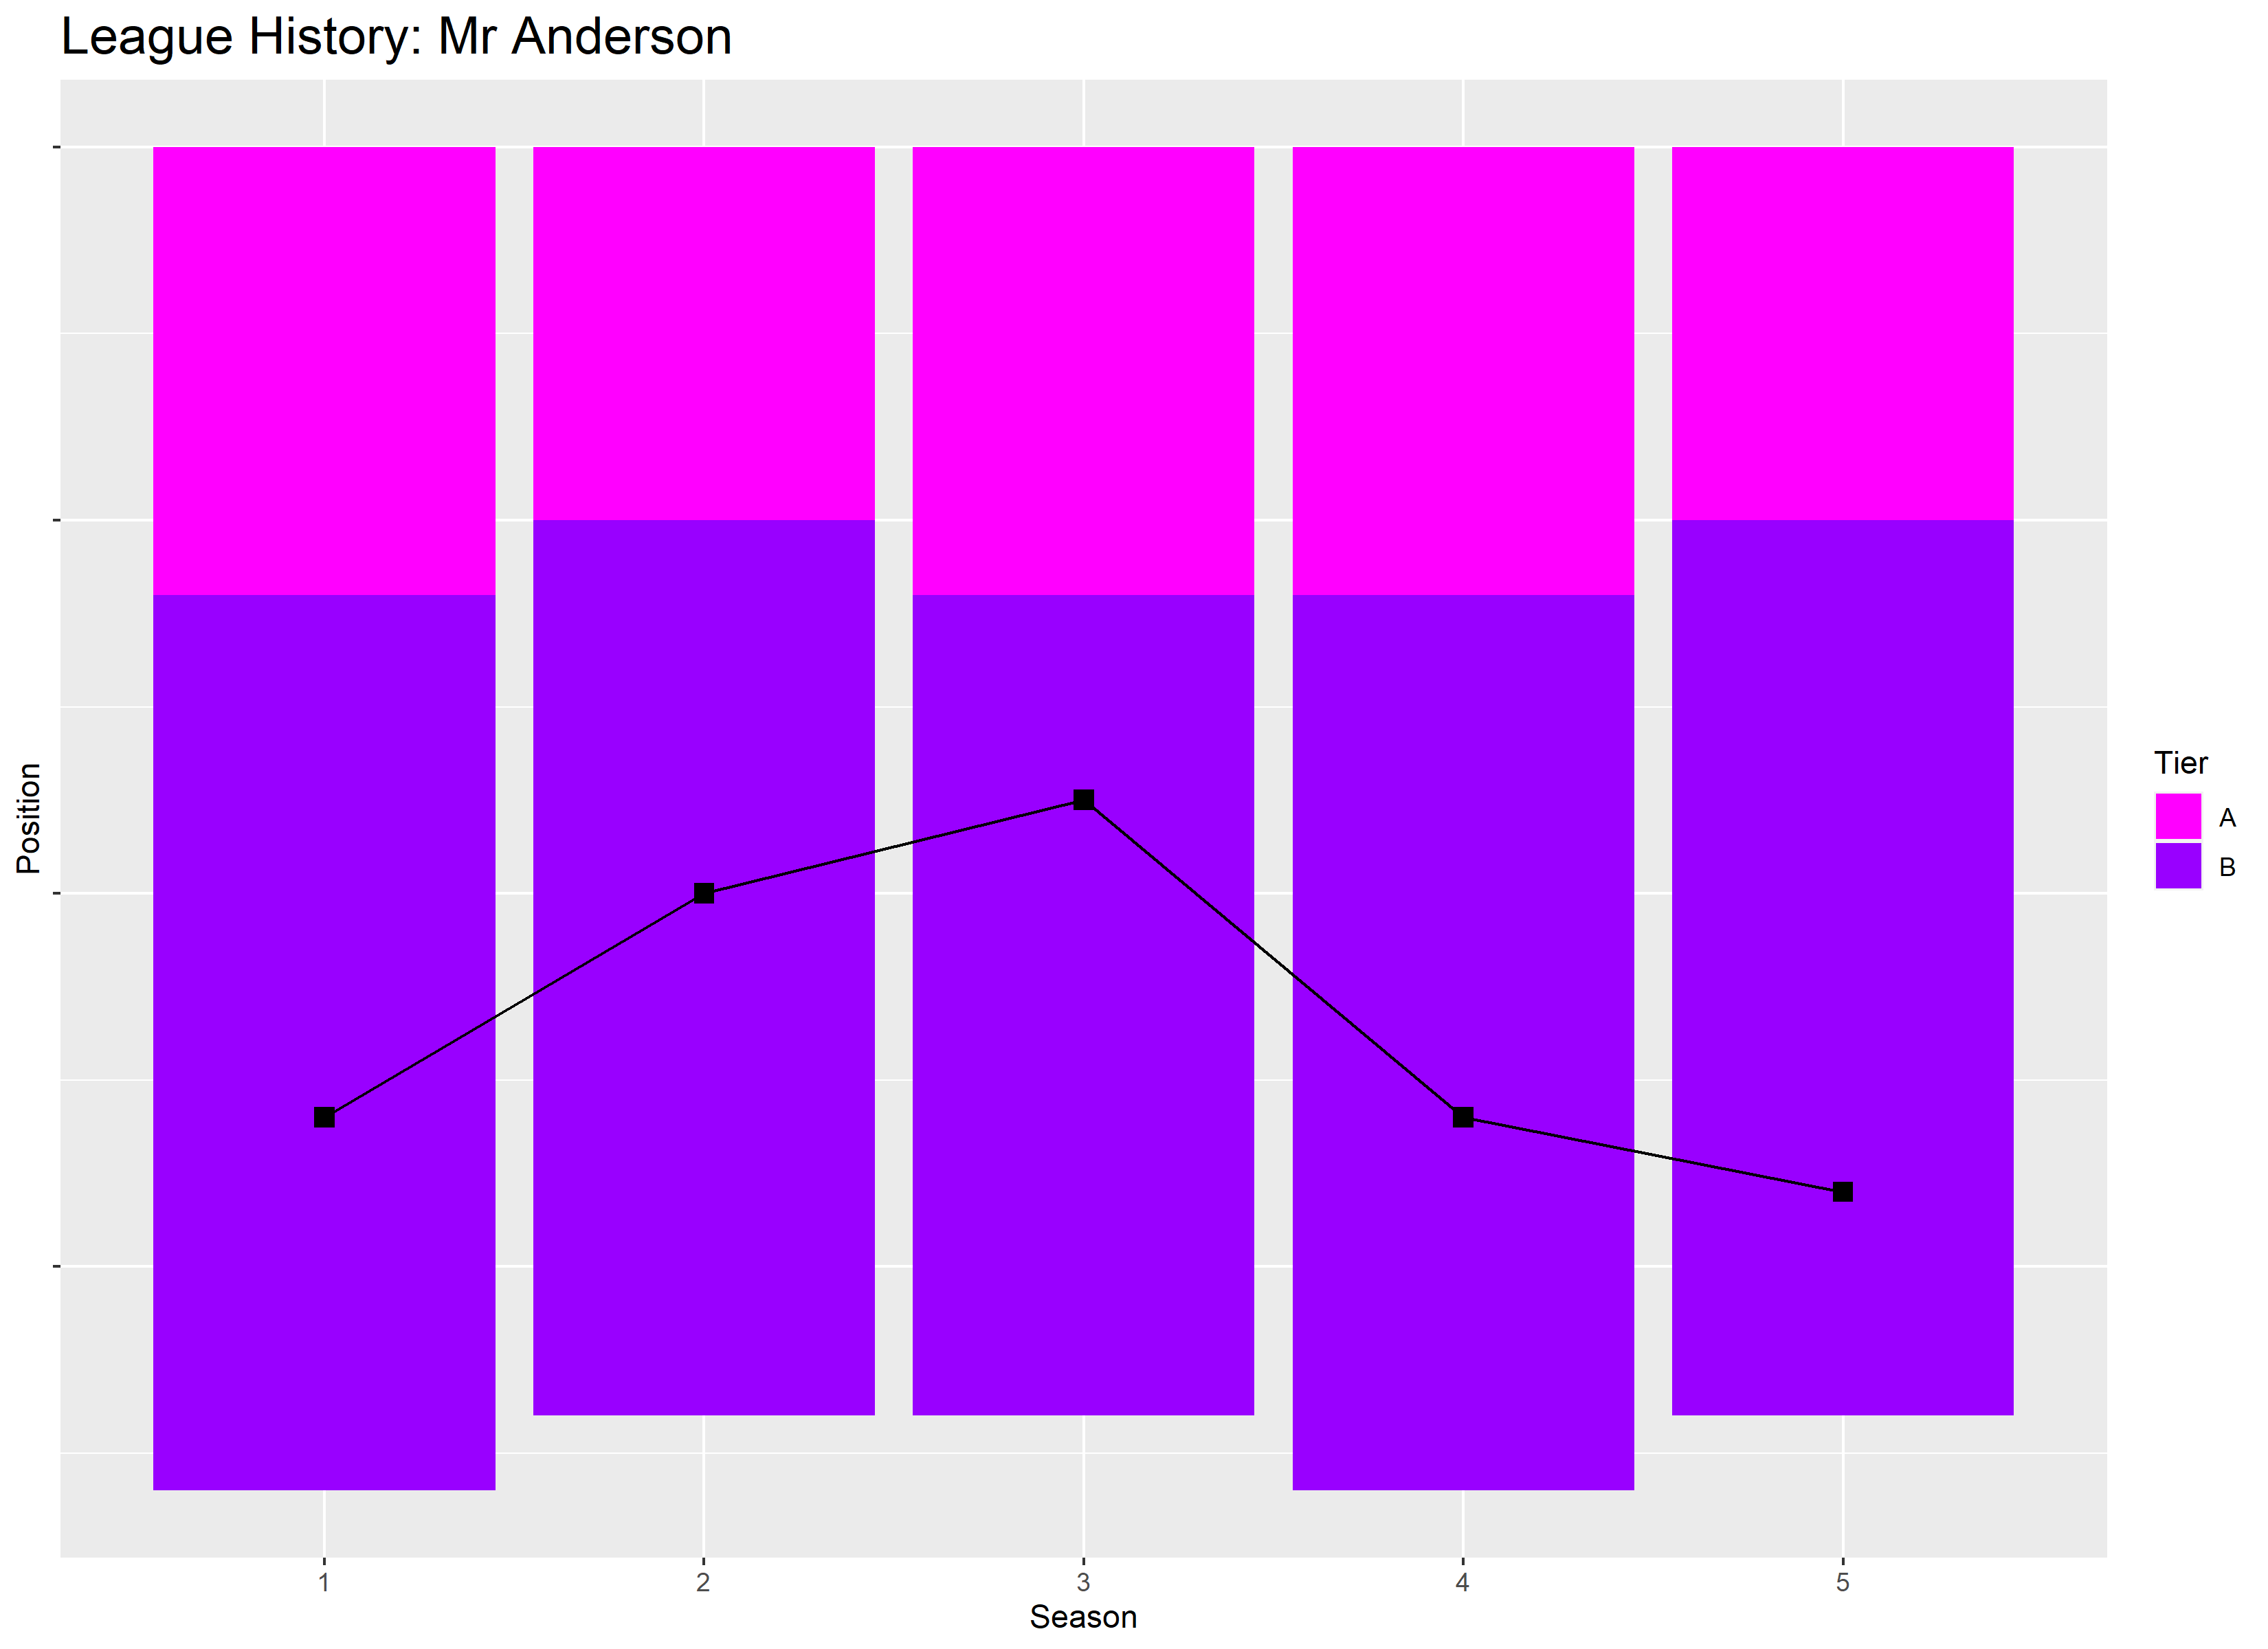 League History: Mr Anderson
Position
Tier
A
B
1 2 3 4 5
Season